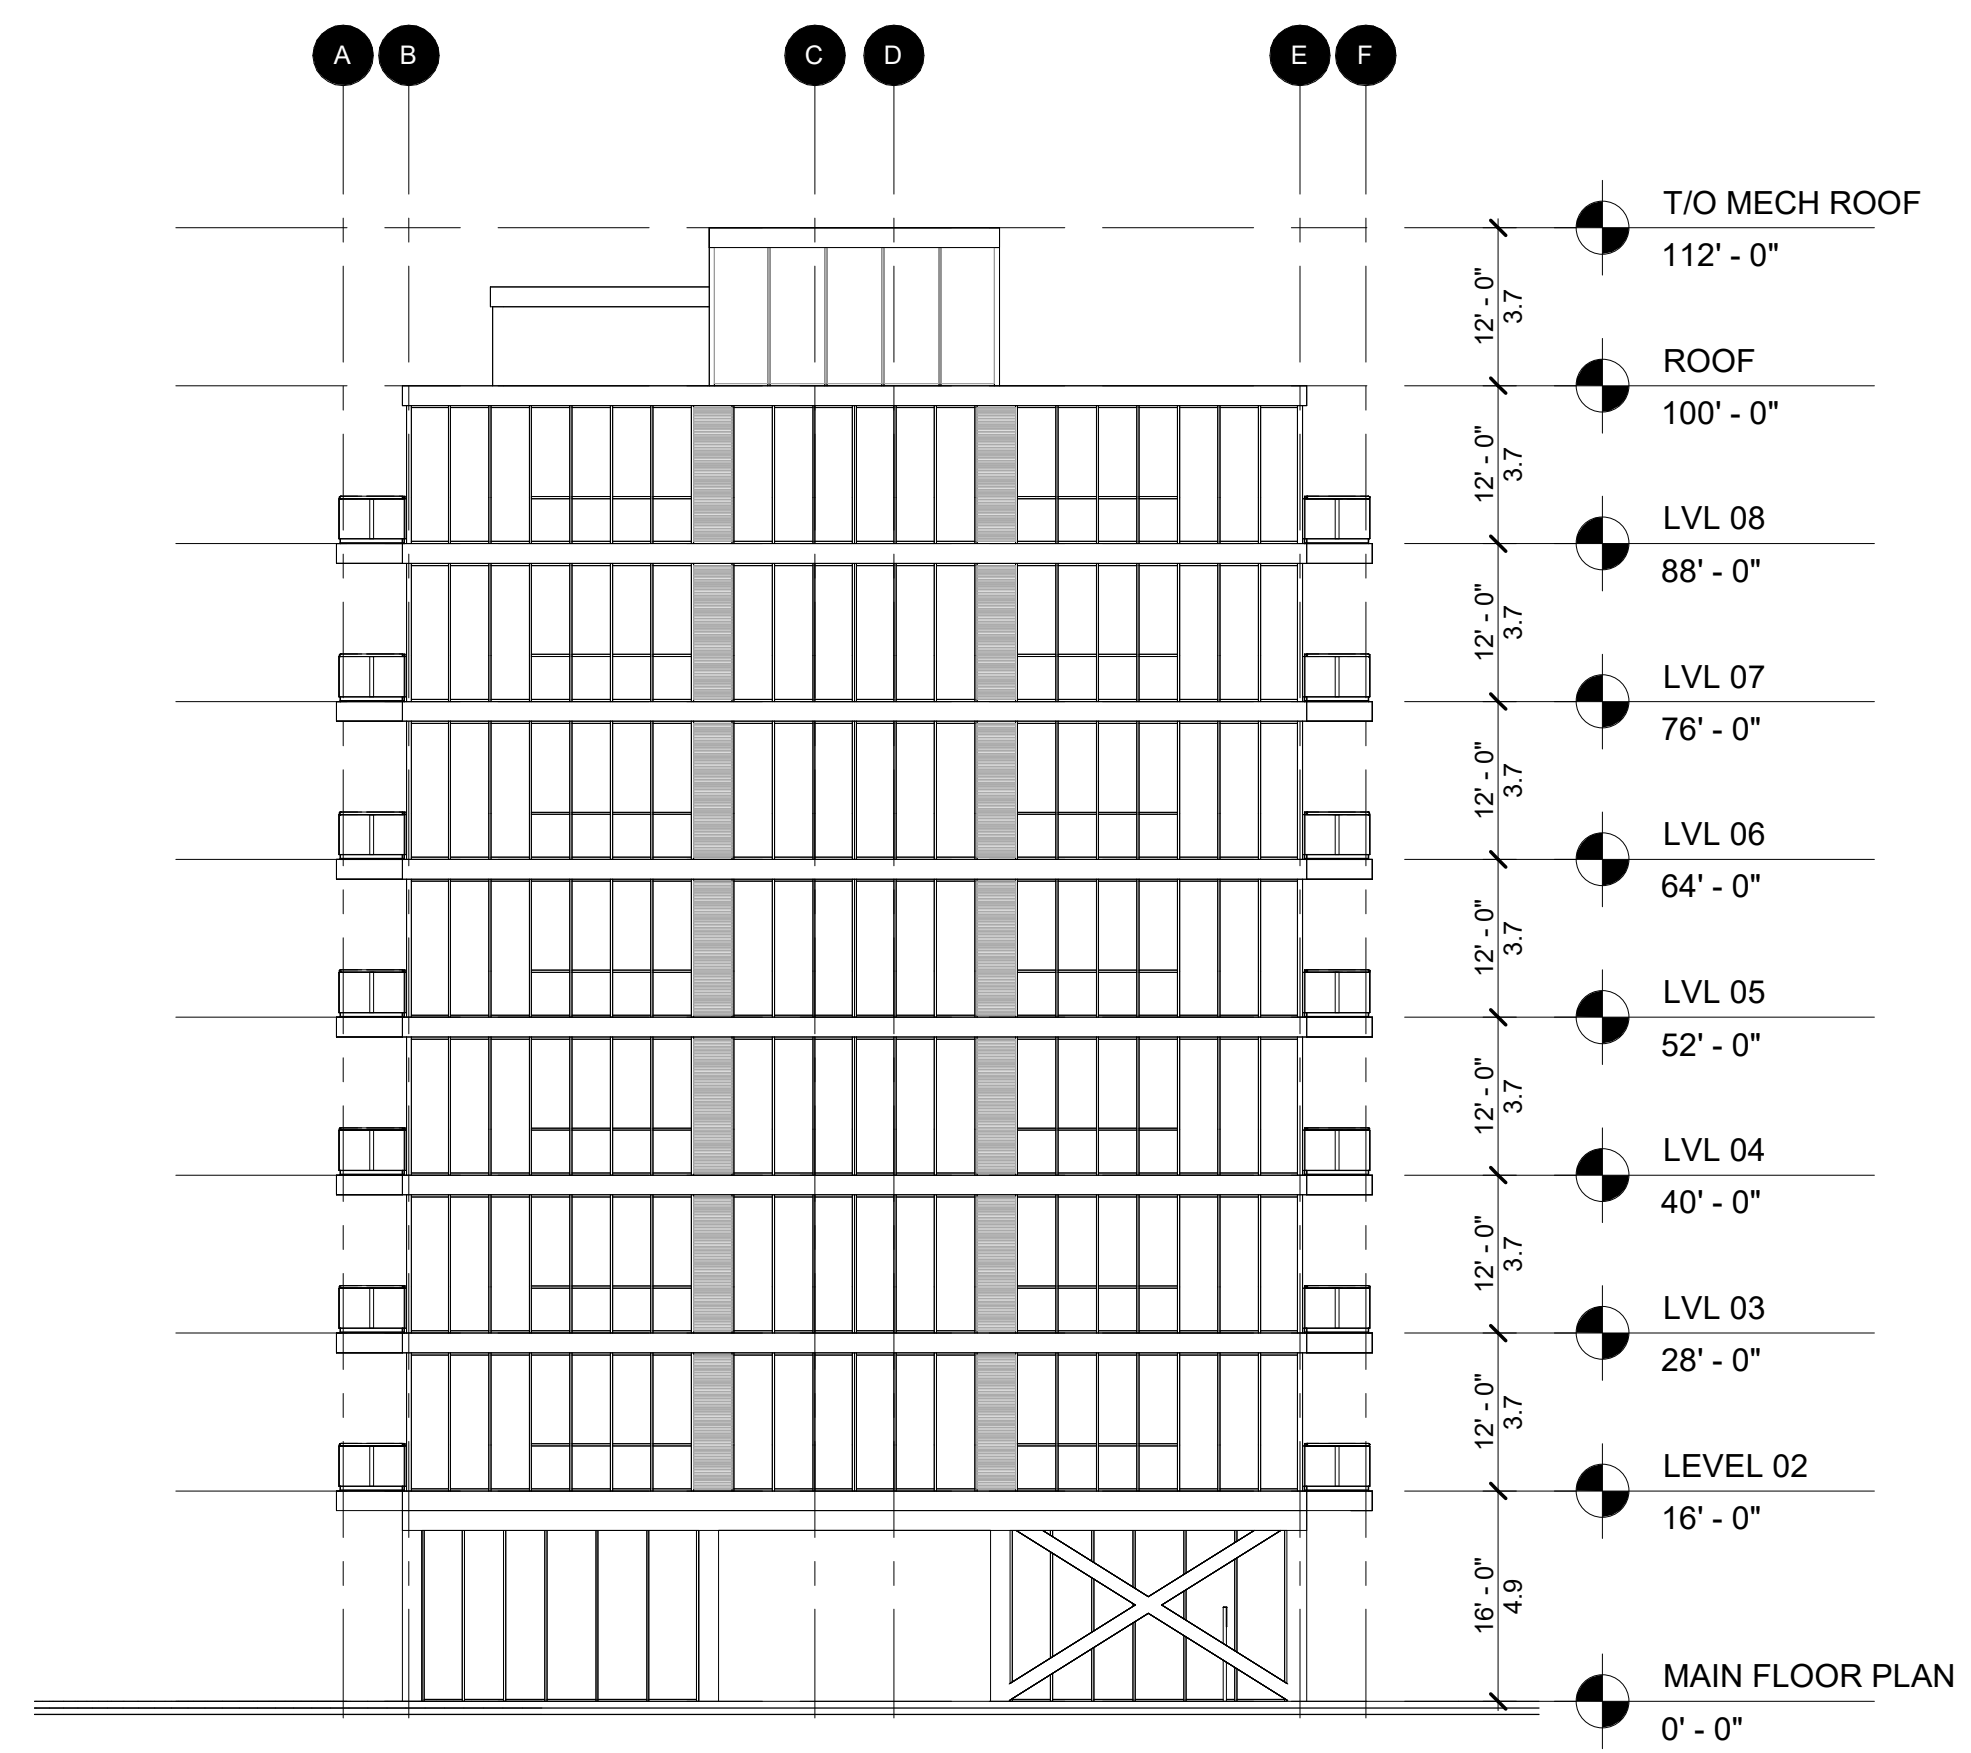 A B C D E F
T/O MECH ROOF
112' - 0"
12' - 0"
3.7
ROOF
100' - 0"
12' - 0"
3.7
LVL 08
88' - 0"
12' - 0"
3.7
LVL 07
76' - 0"
12' - 0"
3.7
LVL 06
64' - 0"
12' - 0"
3.7
LVL 05
52' - 0"
12' - 0"
3.7
LVL 04
40' - 0"
12' - 0"
3.7
LVL 03
28' - 0"
12' - 0"
3.7
LEVEL 02
16' - 0"
16' - 0"
4.9
MAIN FLOOR PLAN
0' - 0"